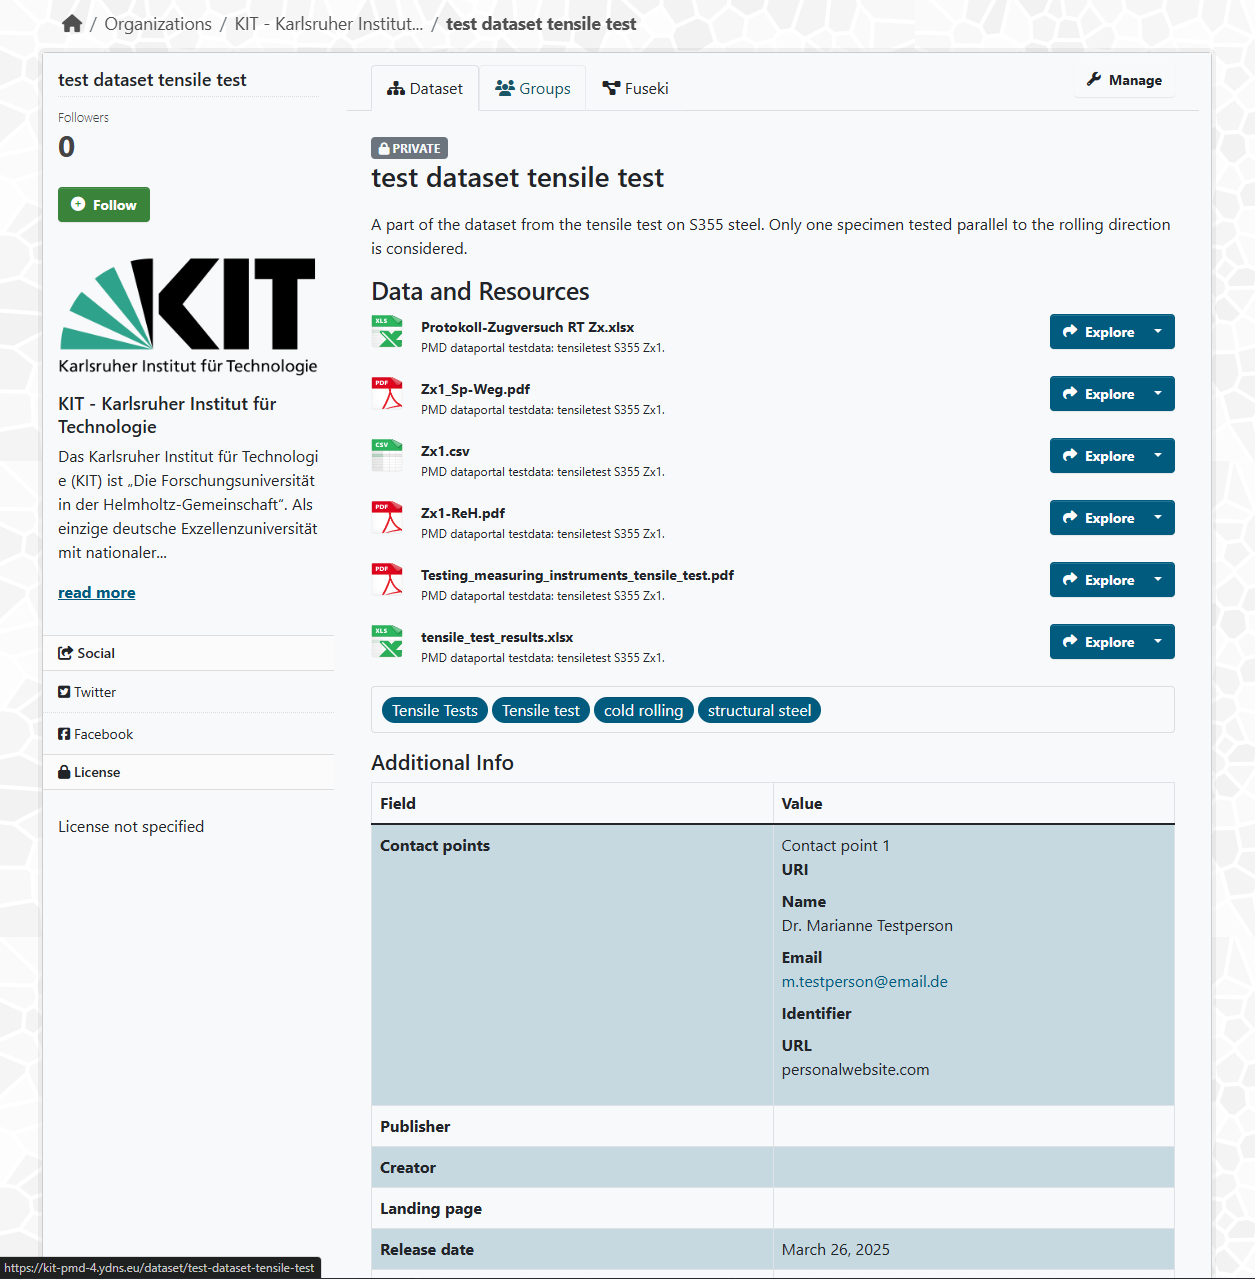 / Organizations / KIT - Karlsruher Institut... / test dataset tensile test
test dataset tensile test
Followers
0
Follow
KIT
Karlsruher Institut für Technologie
KIT - Karlsruher Institut für
Technologie
Das Karlsruher Institut für Technologi
e (KIT) ist „Die Forschungsuniversität
in der Helmholtz-Gemeinschaft“. Als
einzige deutsche Exzellenzuniversität
mit nationaler...
read more
Social
Twitter
Facebook
License
License not specified
Dataset
Groups
Fuseki
Manage
PRIVATE
test dataset tensile test
A part of the dataset from the tensile test on S355 steel. Only one specimen tested parallel to the rolling direction
is considered.
Data and Resources
XLS
Protokoll-Zugversuch RT Zx.xlsx
PMD dataportal testdata: tensiletest S355 Zx1.
Explore
PDF
Zx1_Sp-Weg.pdf
PMD dataportal testdata: tensiletest S355 Zx1.
Explore
CSV
Zx1.csv
PMD dataportal testdata: tensiletest S355 Zx1.
Explore
PDF
Zx1-ReH.pdf
PMD dataportal testdata: tensiletest S355 Zx1.
Explore
PDF
Testing_measuring_instruments_tensile_test.pdf
PMD dataportal testdata: tensiletest S355 Zx1.
Explore
XLS
tensile_test_results.xlsx
PMD dataportal testdata: tensiletest S355 Zx1.
Explore
Tensile Tests Tensile test cold rolling structural steel
Additional Info
Field Value
Contact points Contact point 1
URI
Name
Dr. Marianne Testperson
Email
m.testperson@email.de
Identifier
URL
personalwebsite.com
Publisher
Creator
Landing page
Release date March 26, 2025
https://kit-pmd-4.ydns.eu/dataset/test-dataset-tensile-test